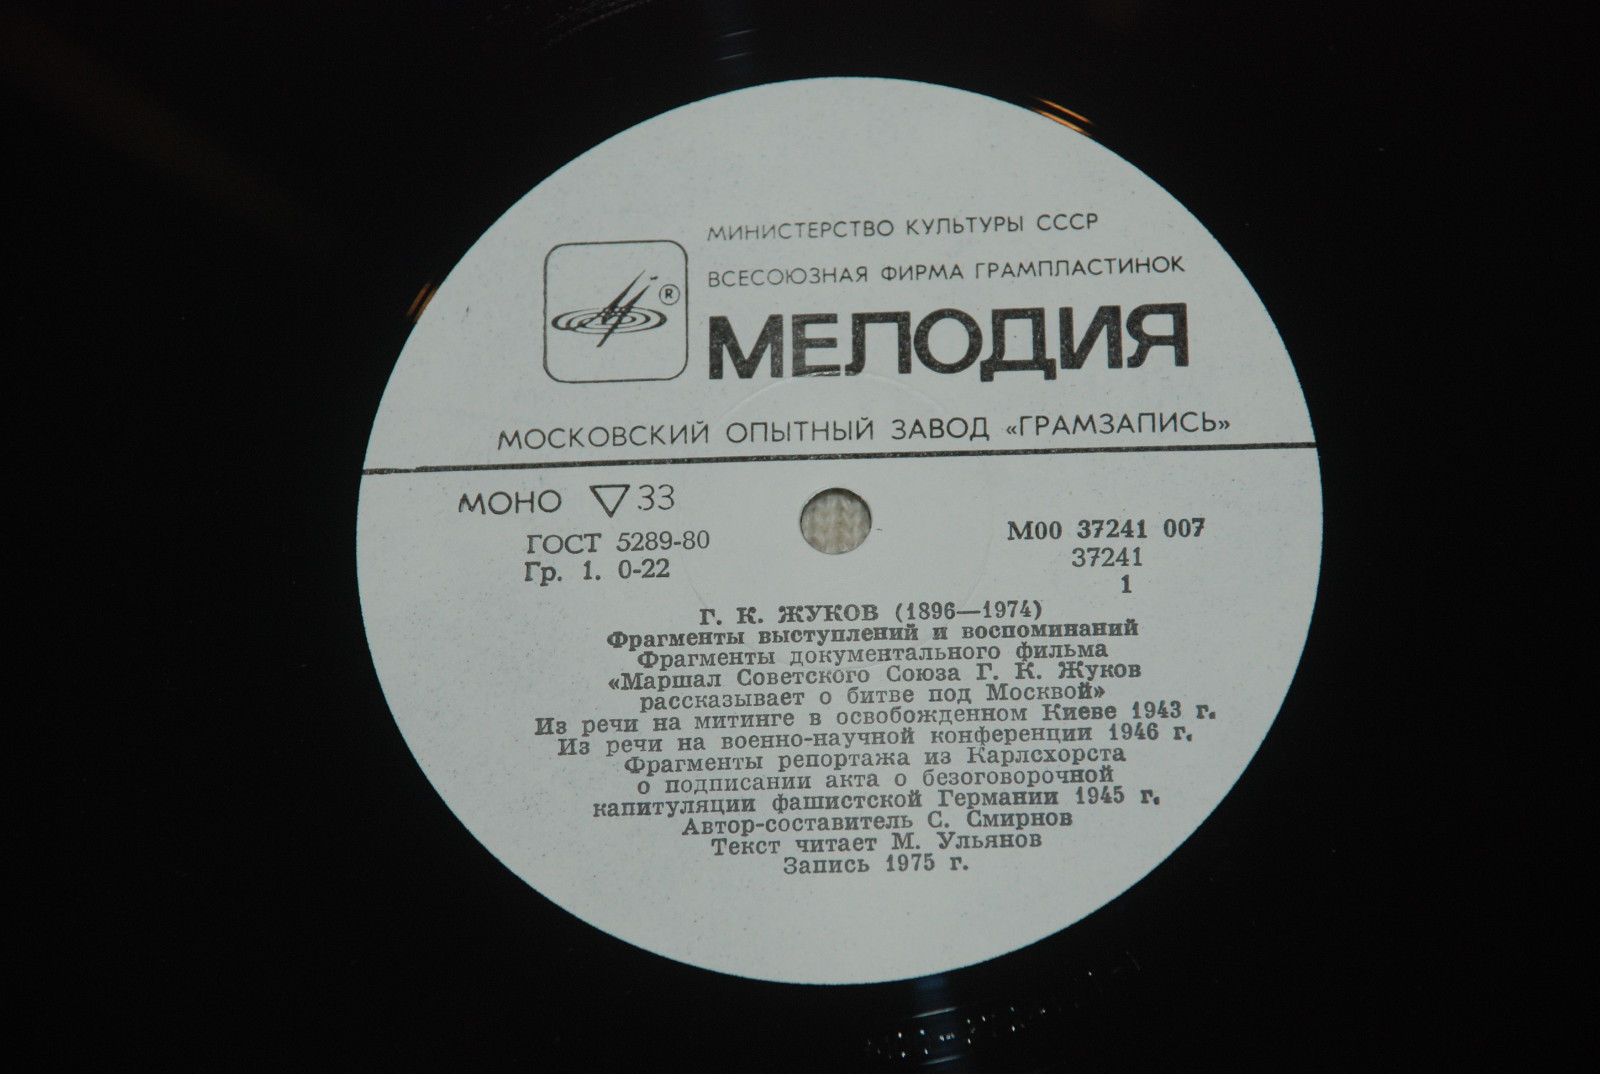 МИНИСТЕРСТВО КУЛЬТУРЫ СССР
ВСЕСОЮЗНАЯ ФИРМА ГРАМПЛАСТИНОК
®
МЕЛОДИЯ
МОСКОВСКИЙ ОПЫТНЫЙ ЗАВОД «ГРАМЗАПИСЬ»
МОНО ▽ 33
ГОСТ 5289-80
Гр. 1. 0-22
М00 37241 007
37241
1
Г. К. ЖУКОВ (1896—1974)
Фрагменты выступлений и воспоминаний
Фрагменты документального фильма
«Маршал Советского Союза Г. К. Жуков
рассказывает о битве под Москвой»
Из речи на митинге в освобожденном Киеве 1943 г.
Из речи на военно-научной конференции 1946 г.
Фрагменты репортажа из Карлсхорста
о подписании акта о безоговорочной
капитуляции фашистской Германии 1945 г.
Автор-составитель С. Смирнов
Текст читает М. Ульянов
Запись 1975 г.